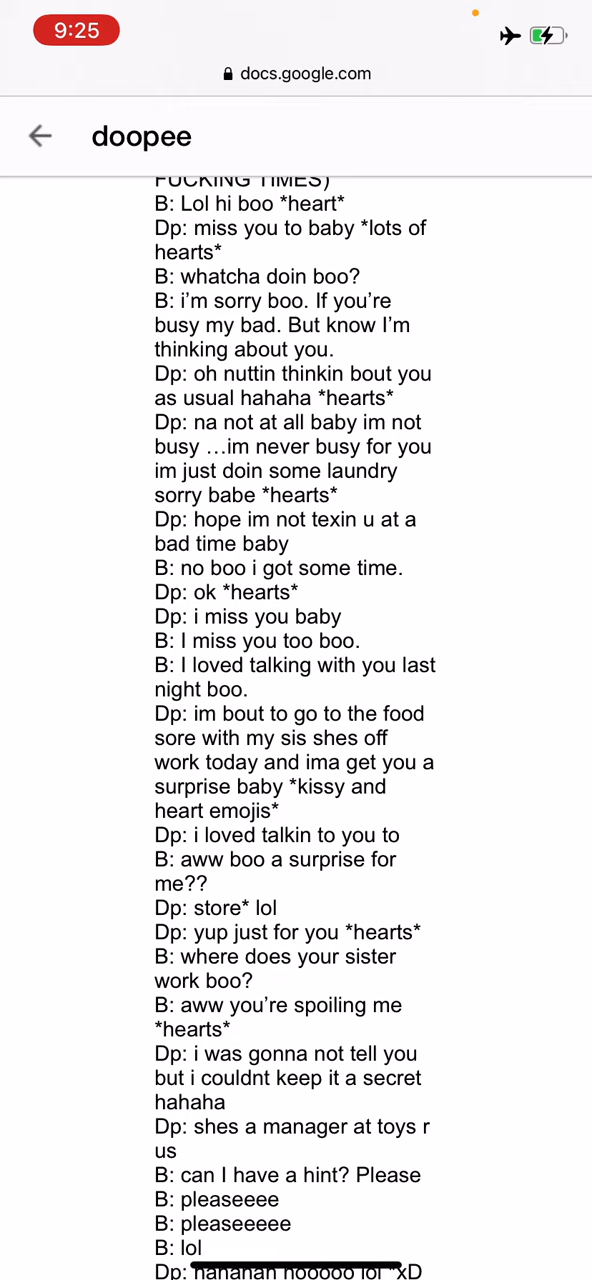 9:25
docs.google.com
doopee
FUCKING TIMES)
B: Lol hi boo *heart*
Dp: miss you to baby *lots of
hearts*
B: whatcha doin boo?
B: i'm sorry boo. If you're
busy my bad. But know I'm
thinking about you.
Dp: oh nuttin thinkin bout you
as usual hahaha *hearts*
Dp: na not at all baby im not
busy ...im never busy for you
im just doin some laundry
sorry babe *hearts*
Dp: hope im not texin u at a
bad time baby
B: no boo i got some time.
Dp: ok *hearts*
Dp: i miss you baby
B: I miss you too boo.
B: I loved talking with you last
night boo.
Dp: im bout to go to the food
sore with my sis shes off
work today and ima get you a
surprise baby *kissy and
heart emojis*
Dp: i loved talkin to you to
B: aww boo a surprise for
me??
Dp: store* lol
Dp: yup just for you *hearts*
B: where does your sister
work boo?
B: aww you're spoiling me
*hearts*
Dp: i was gonna not tell you
but i couldnt keep it a secret
hahaha
Dp: shes a manager at toys r
us
B: can I have a hint? Please
B: pleaseeee
B: pleaseeeee
B: lol
Dp: hahahah nooooo lol *xD